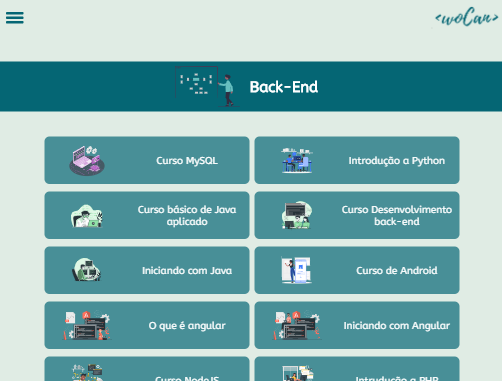 <woCan>
Back-End
Curso MySQL
Introdução a Python
Curso básico de Java
aplicado
Curso Desenvolvimento
back-end
Iniciando com Java
Curso de Android
O que é angular
Iniciando com Angular
Curso NodeJS
Intrudução a PHP